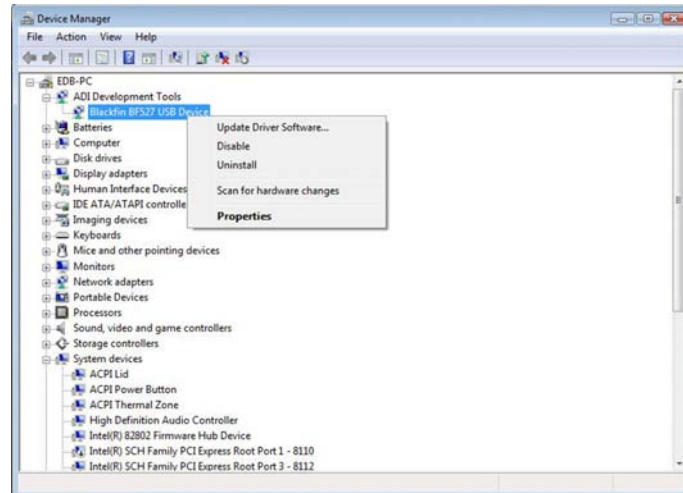 Device Manager
File Action View Help
EDB-PC
ADI Development Tools
Blackfin BF527 USB Device
Update Driver Software...
Disable
Uninstall
Scan for hardware changes
Properties
Batteries
Computer
Disk drives
Display adapters
Human Interface Devices
IDE ATA/ATAPI controlle
Imaging devices
Keyboards
Mice and other pointing devices
Monitors
Network adapters
Portable Devices
Processors
Sound, video and game controllers
Storage controllers
System devices
ACPI Lid
ACPI Power Button
ACPI Thermal Zone
High Definition Audio Controller
Intel(R) 82802 Firmware Hub Device
Intel(R) SCH Family PCI Express Root Port 1 - 8110
Intel(R) SCH Family PCI Express Root Port 3 - 8112